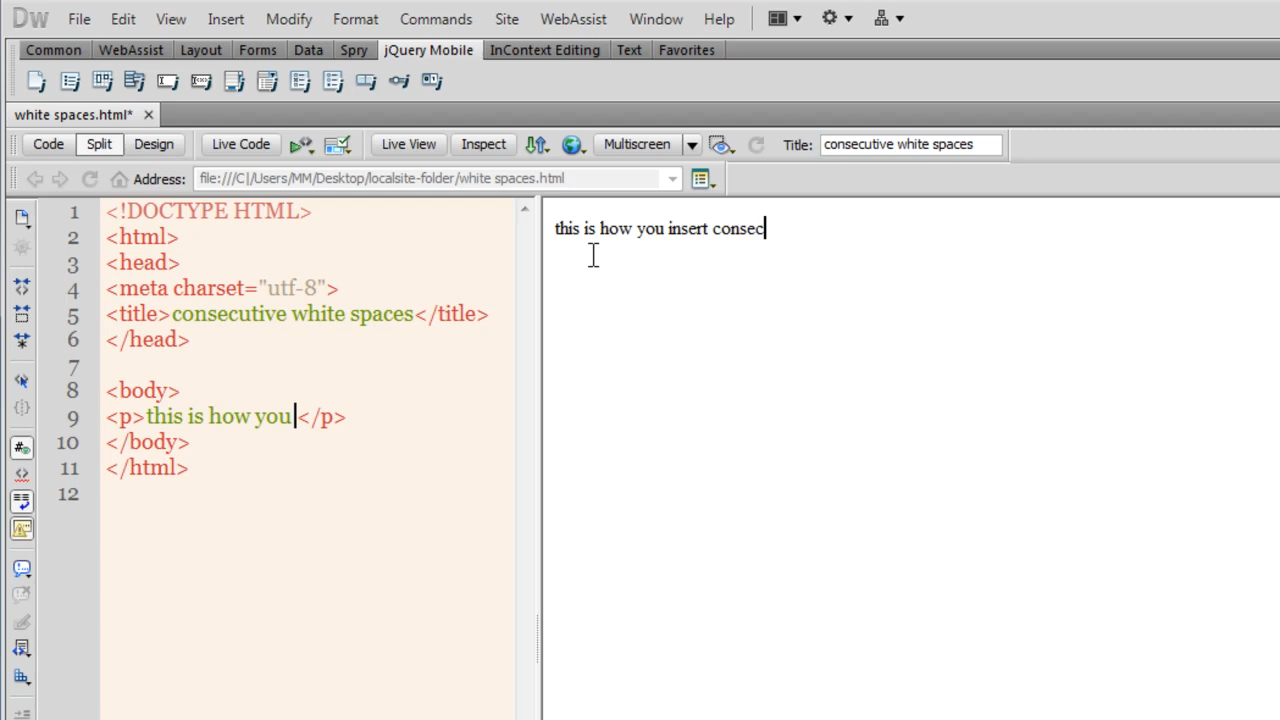 Dw File Edit View Insert Modify Format Commands Site WebAssist Window Help
Common WebAssist Layout Forms Data Spry jQuery Mobile InContext Editing Text Favorites
white spaces.html*
Code Split Design Live Code Live View Inspect Multiscreen Title: consecutive white spaces
Address: file:///C|/Users/MM/Desktop/localsite-folder/white spaces.html
1 <!DOCTYPE HTML>
2 <html>
3 <head>
4 <meta charset="utf-8">
5 <title>consecutive white spaces</title>
6 </head>
7
8 <body>
9 <p>this is how you </p>
10 </body>
11 </html>
12
this is how you insert consec